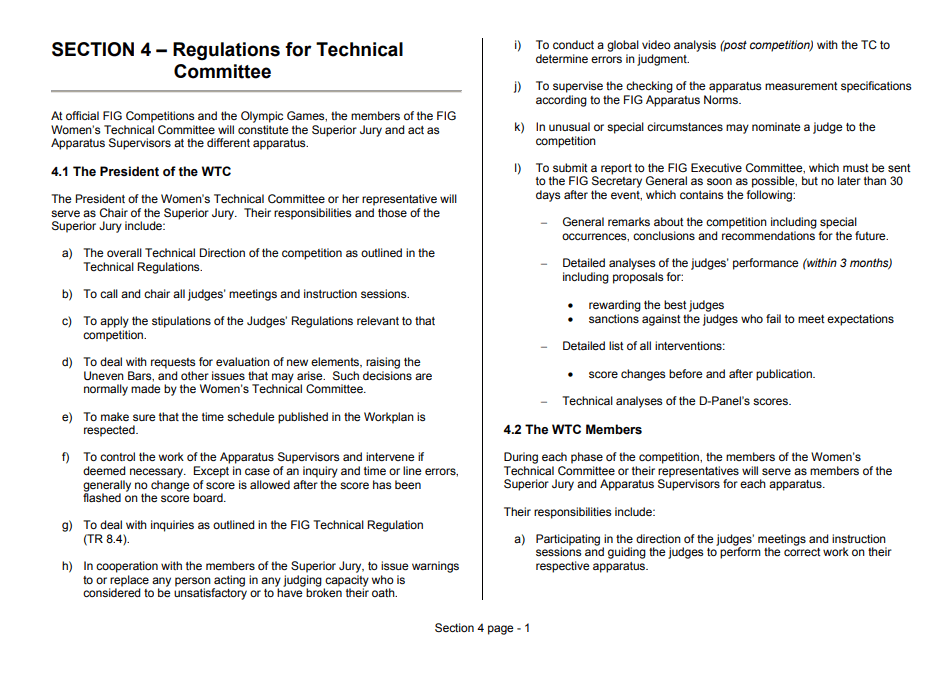 SECTION 4 – Regulations for Technical
Committee
At official FIG Competitions and the Olympic Games, the members of the FIG
Women's Technical Committee will constitute the Superior Jury and act as
Apparatus Supervisors at the different apparatus.
4.1 The President of the WTC
The President of the Women's Technical Committee or her representative will
serve as Chair of the Superior Jury. Their responsibilities and those of the
Superior Jury include:
a) The overall Technical Direction of the competition as outlined in the
Technical Regulations.
b) To call and chair all judges' meetings and instruction sessions.
c) To apply the stipulations of the Judges' Regulations relevant to that
competition.
d) To deal with requests for evaluation of new elements, raising the
Uneven Bars, and other issues that may arise. Such decisions are
normally made by the Women's Technical Committee.
e) To make sure that the time schedule published in the Workplan is
respected.
f) To control the work of the Apparatus Supervisors and intervene if
deemed necessary. Except in case of an inquiry and time or line errors,
generally no change of score is allowed after the score has been
flashed on the score board.
g) To deal with inquiries as outlined in the FIG Technical Regulation
(TR 8.4).
h) In cooperation with the members of the Superior Jury, to issue warnings
to or replace any person acting in any judging capacity who is
considered to be unsatisfactory or to have broken their oath.
i) To conduct a global video analysis (post competition) with the TC to
determine errors in judgment.
j) To supervise the checking of the apparatus measurement specifications
according to the FIG Apparatus Norms.
k) In unusual or special circumstances may nominate a judge to the
competition
l) To submit a report to the FIG Executive Committee, which must be sent
to the FIG Secretary General as soon as possible, but no later than 30
days after the event, which contains the following:
– General remarks about the competition including special
occurrences, conclusions and recommendations for the future.
– Detailed analyses of the judges' performance (within 3 months)
including proposals for:
• rewarding the best judges
• sanctions against the judges who fail to meet expectations
– Detailed list of all interventions:
• score changes before and after publication.
– Technical analyses of the D-Panel's scores.
4.2 The WTC Members
During each phase of the competition, the members of the Women's
Technical Committee or their representatives will serve as members of the
Superior Jury and Apparatus Supervisors for each apparatus.
Their responsibilities include:
a) Participating in the direction of the judges' meetings and instruction
sessions and guiding the judges to perform the correct work on their
respective apparatus.
Section 4 page - 1